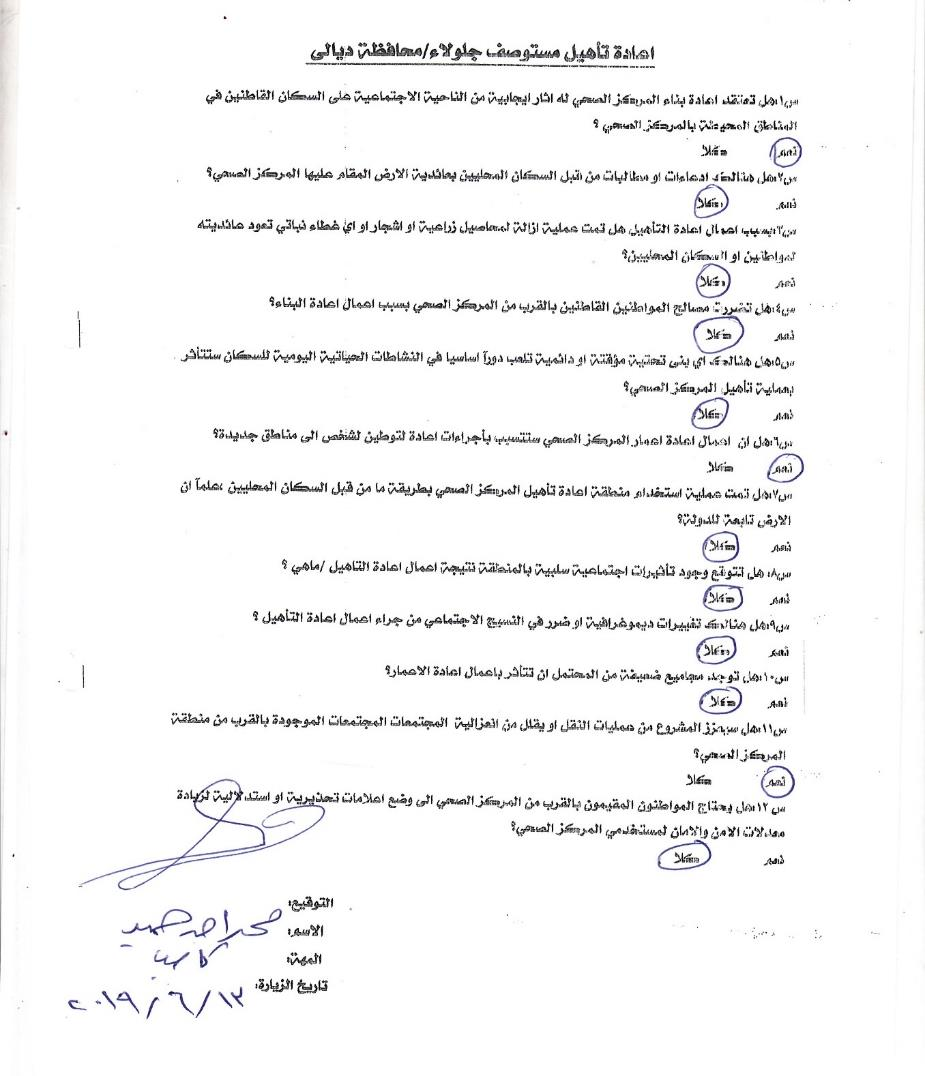 اعادة تأهيل مستوصف جلولاء/محافظة ديالى
س١:هل تعتقد اعادة بناء المركز الصحي له اثار ايجابية من الناحية الاجتماعية على السكان القاطنين في
المناطق المحيطة بالمركز الصحي ؟
نعم كلا
س٢:هل هنالك ادعاءات او مطالبات من قبل السكان المحليين بعائدية الارض المقام عليها المركز الصحي؟
نعم كلا
س٣:بسبب اعمال اعادة التأهيل هل تمت عملية ازالة لمحاصيل زراعية او اشجار او اي غطاء نباتي تعود عائديته
لمواطنين او السكان المحليين؟
نعم كلا
س٤:هل تضررت مصالح المواطنين القاطنين بالقرب من المركز الصحي بسبب اعمال اعادة البناء؟
نعم كلا
س٥:هل هنالك اي بنى تحتية مؤقتة او دائمية تلعب دوراً اساسيا في النشاطات الحياتية اليومية للسكان ستتأثر
بعملية تأهيل المركز الصحي؟
نعم كلا
س٦:هل ان اعمال اعادة اعمار المركز الصحي ستتسبب بأجراءات اعادة لتوطين لشخص الى مناطق جديدة؟
نعم كلا
س٧:هل تمت عملية استخدام منطقة اعادة تأهيل المركز الصحي بطريقة ما من قبل السكان المحليين ،علماً ان
الارض تابعة للدولة؟
نعم كلا
س٨: هل تتوقع وجود تأثيرات اجتماعية سلبية بالمنطقة نتيجة اعمال اعادة التاهيل /ماهي ؟
نعم كلا
س٩:هل هنالك تغييرات ديموغرافية او ضرر في النسيج الاجتماعي من جراء اعمال اعادة التأهيل ؟
نعم كلا
س١٠:هل توجد مجاميع ضعيفة من المحتمل ان تتأثر باعمال اعادة الاعمار؟
نعم كلا
س١١:هل سيعزز المشروع من عمليات النقل او يقلل من انعزالية المجتمعات المجتمعات الموجودة بالقرب من منطقة
المركز الصحي؟
نعم كلا
س١٢:هل يحتاج المواطنون المقيمون بالقرب من المركز الصحي الى وضع اعلامات تحذيرية او استدلالية لزيادة
معدلات الامن والامان لمستخدمي المركز الصحي؟
نعم كلا
التوقيع:
الاسم: احمد حميد
المهنة: كاسب
تاريخ الزيارة: ٢٠١٩/٦/١٣